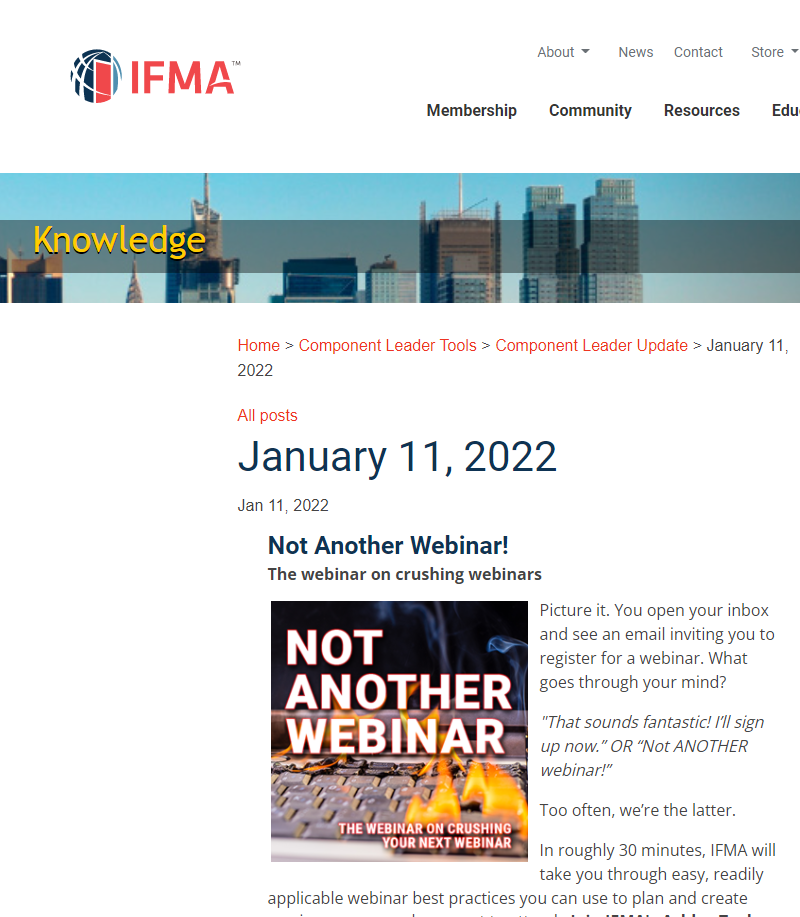 About
News
Contact
Store
IFMA™
Membership
Community
Resources
Knowledge
Home > Component Leader Tools > Component Leader Update > January 11,
2022
All posts
January 11, 2022
Jan 11, 2022
Not Another Webinar!
The webinar on crushing webinars
NOT
ANOTHER
WEBINAR
THE WEBINAR ON CRUSHING
YOUR NEXT WEBINAR
Picture it. You open your inbox
and see an email inviting you to
register for a webinar. What
goes through your mind?
"That sounds fantastic! I’ll sign
up now.” OR “Not ANOTHER
webinar!”
Too often, we’re the latter.
In roughly 30 minutes, IFMA will
take you through easy, readily
applicable webinar best practices you can use to plan and create